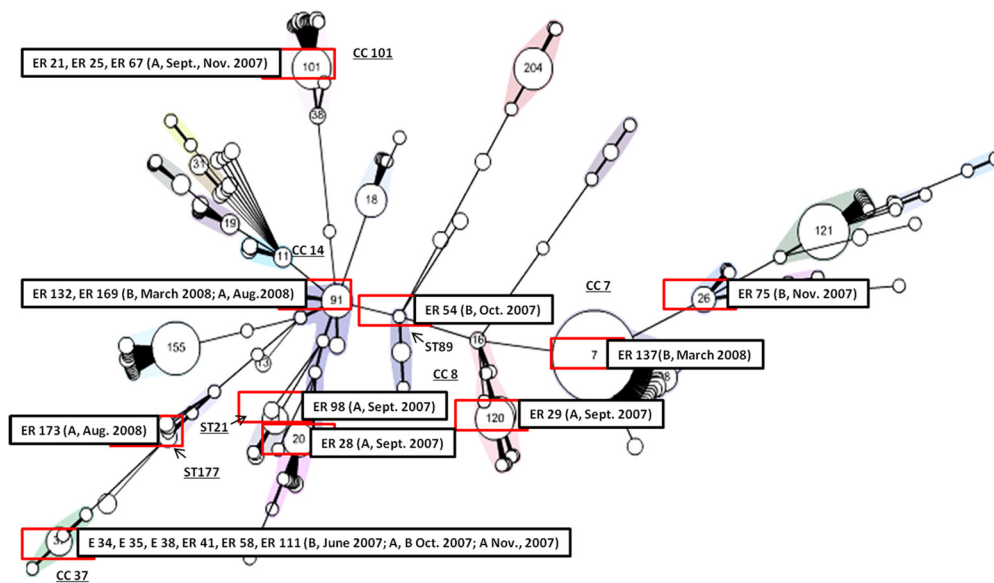 CC 101
204
ER 21, ER 25, ER 67 (A, Sept., Nov. 2007)
101
38
31
18
19
121
11
CC 14
CC 7
ER 132, ER 169 (B, March 2008; A, Aug.2008)
91
26
ER 75 (B, Nov. 2007)
ER 54 (B, Oct. 2007)
ST89
16
155
13
7
ER 137(B, March 2008)
8
CC 8
ER 98 (A, Sept. 2007)
ER 29 (A, Sept. 2007)
120
ER 173 (A, Aug. 2008)
ST21
20
ER 28 (A, Sept. 2007)
ST177
E 34, E 35, E 38, ER 41, ER 58, ER 111 (B, June 2007; A, B Oct. 2007; A Nov., 2007)
CC 37